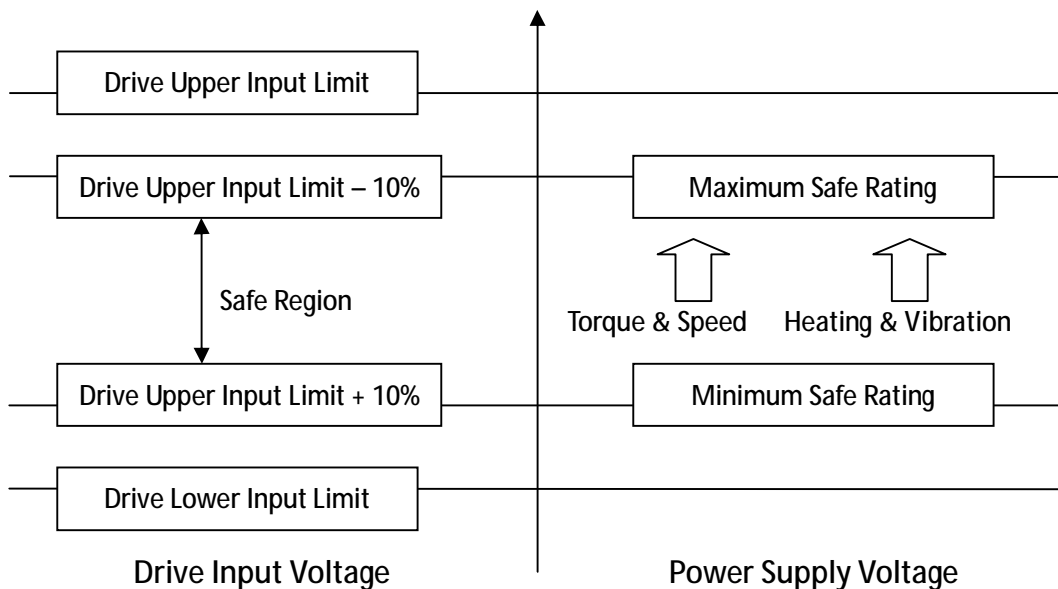 Drive Upper Input Limit
Drive Upper Input Limit – 10%
Maximum Safe Rating
Safe Region
Torque & Speed
Heating & Vibration
Drive Upper Input Limit + 10%
Minimum Safe Rating
Drive Lower Input Limit
Drive Input Voltage
Power Supply Voltage